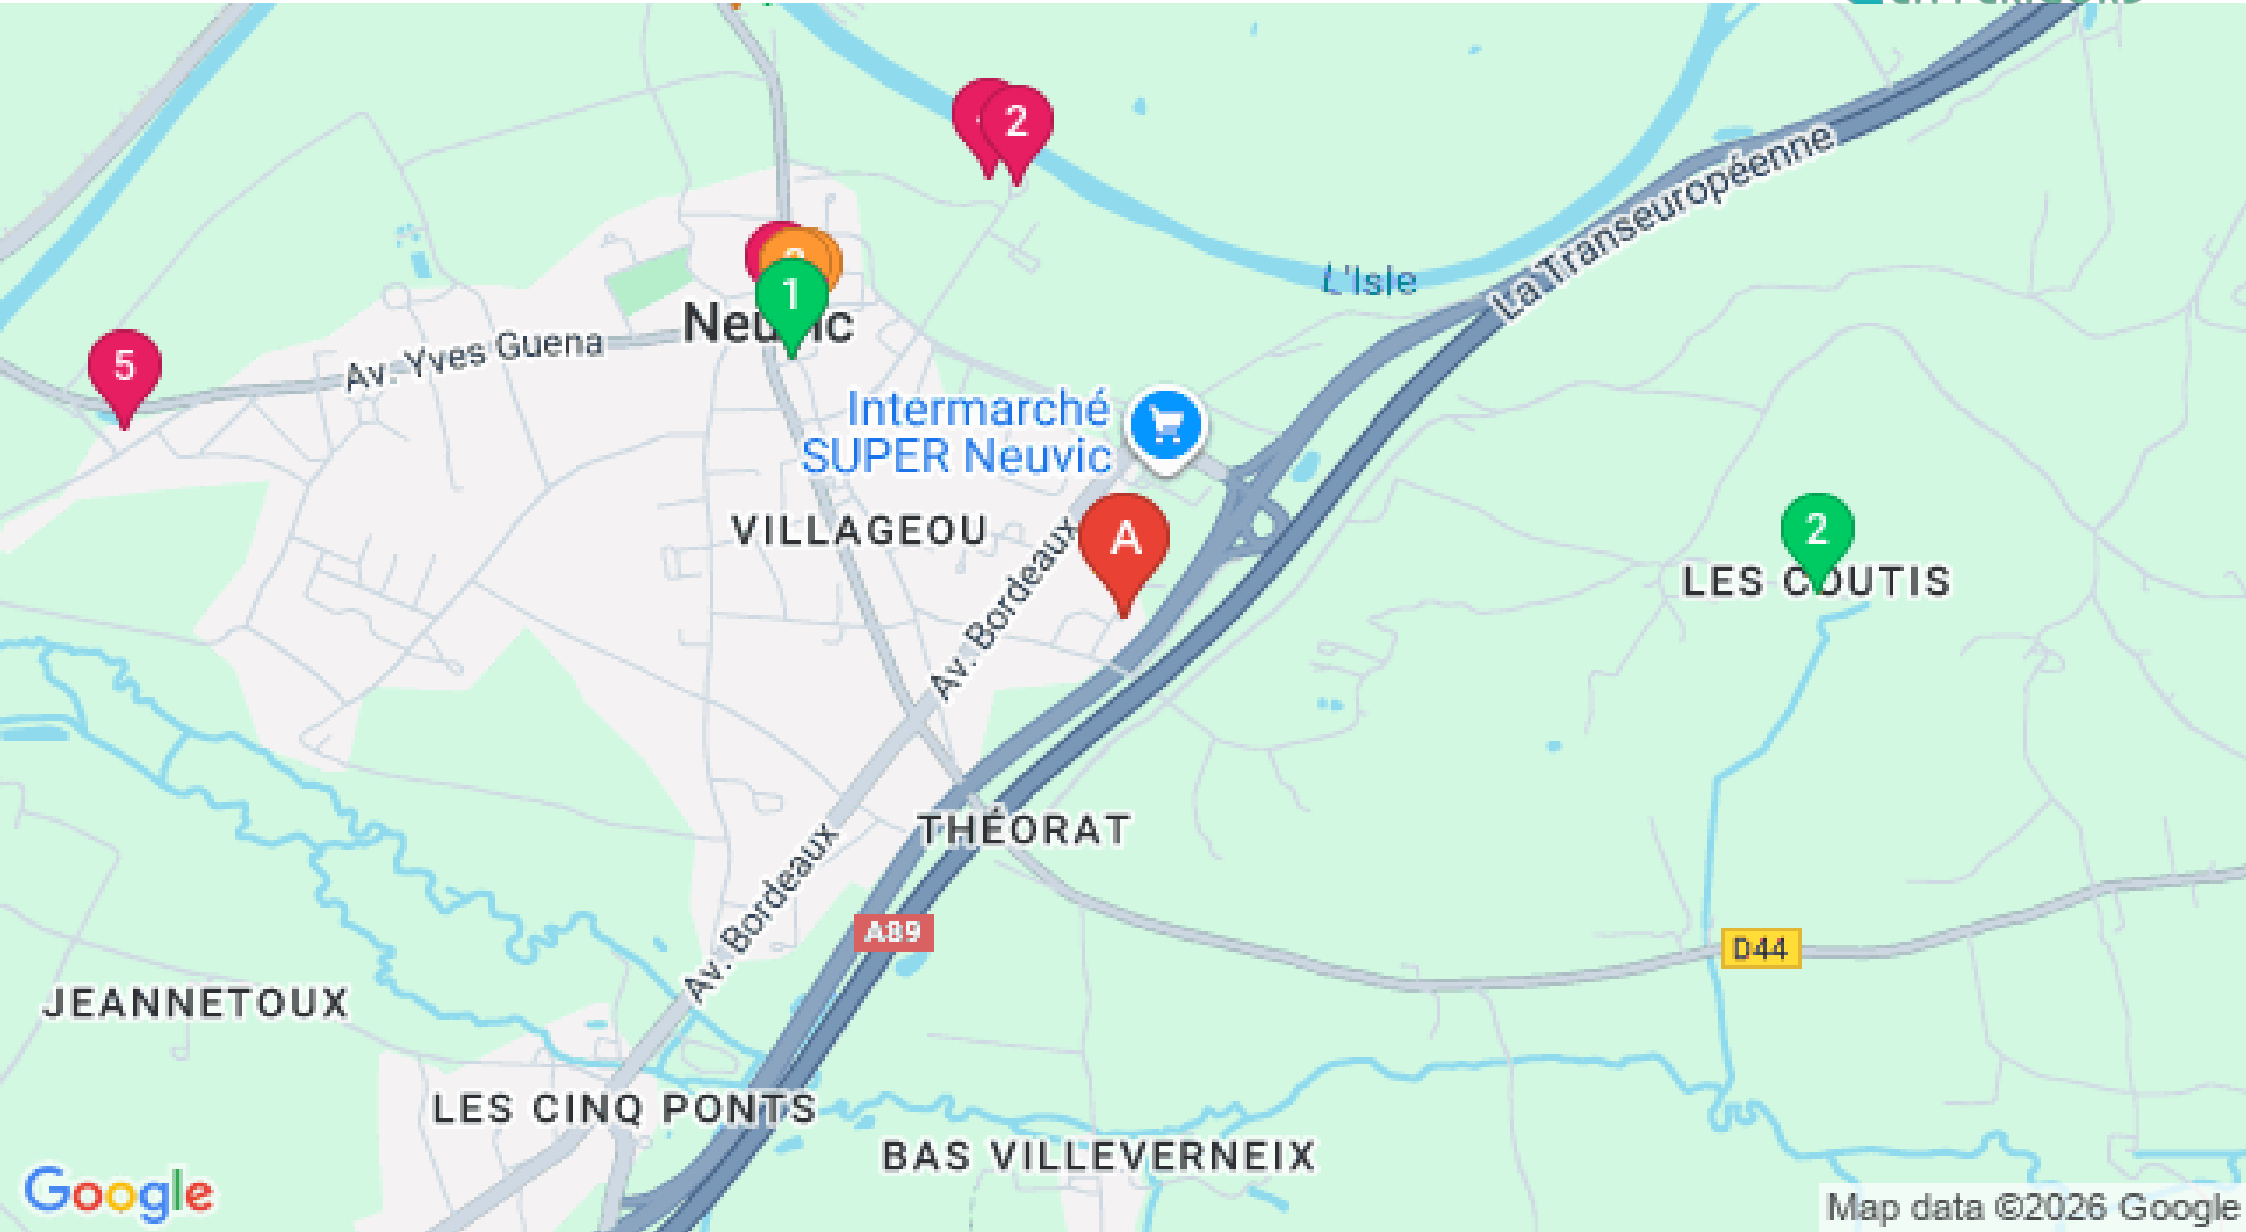 2
L'Isle
La Transeuropéenne
1
Neuvic
5
Av. Yves Guena
Intermarché
SUPER Neuvic
VILLAGEOU
A
Av. Bordeaux
2
LES COUTIS
THÉORAT
Av. Bordeaux
A89
D44
JEANNETOUX
LES CINQ PONTS
BAS VILLEVERNEIX
Google
Map data ©2026 Google